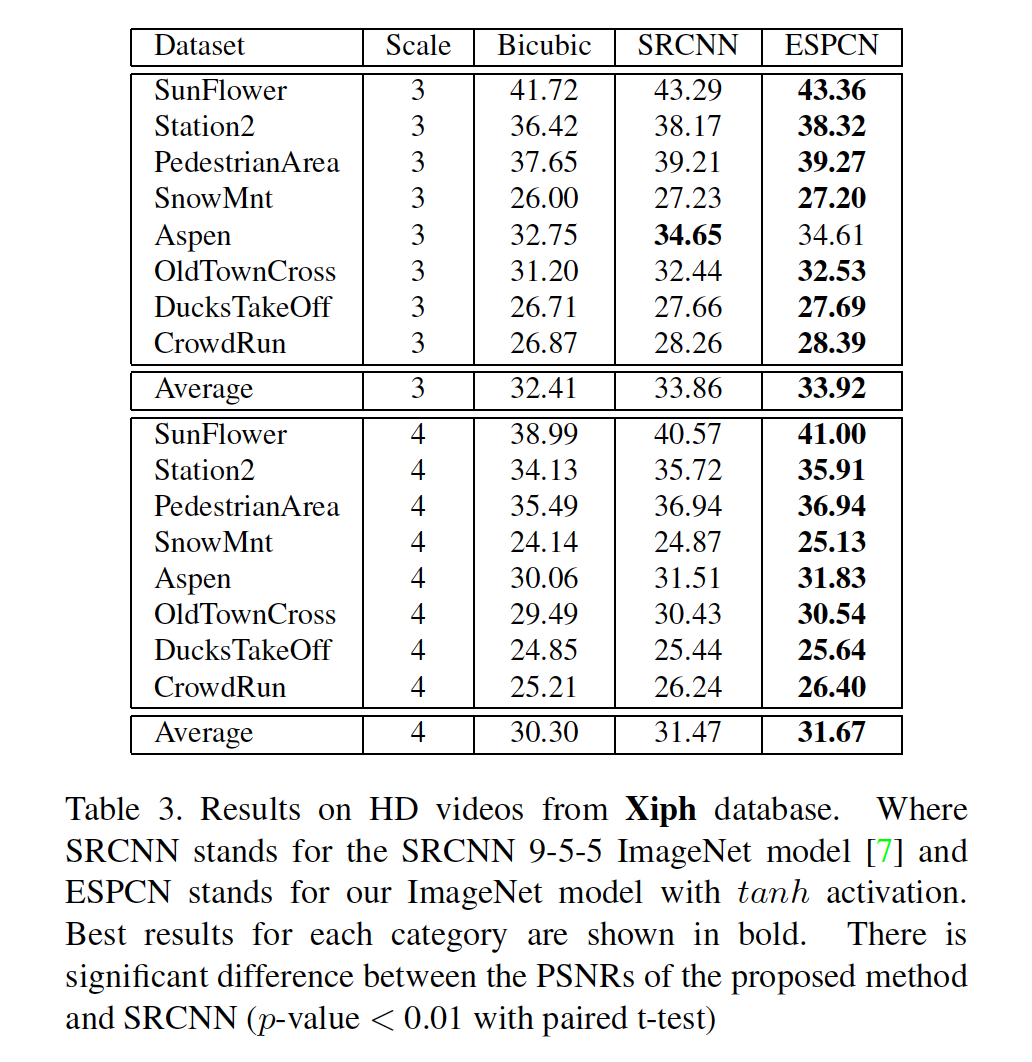 Dataset Scale Bicubic SRCNN ESPCN
SunFlower 3 41.72 43.29 43.36
Station2 3 36.42 38.17 38.32
PedestrianArea 3 37.65 39.21 39.27
SnowMnt 3 26.00 27.23 27.20
Aspen 3 32.75 34.65 34.61
OldTownCross 3 31.20 32.44 32.53
DucksTakeOff 3 26.71 27.66 27.69
CrowdRun 3 26.87 28.26 28.39
Average 3 32.41 33.86 33.92
SunFlower 4 38.99 40.57 41.00
Station2 4 34.13 35.72 35.91
PedestrianArea 4 35.49 36.94 36.94
SnowMnt 4 24.14 24.87 25.13
Aspen 4 30.06 31.51 31.83
OldTownCross 4 29.49 30.43 30.54
DucksTakeOff 4 24.85 25.44 25.64
CrowdRun 4 25.21 26.24 26.40
Average 4 30.30 31.47 31.67
Table 3. Results on HD videos from Xiph database. Where
SRCNN stands for the SRCNN 9-5-5 ImageNet model [7] and
ESPCN stands for our ImageNet model with tanh activation.
Best results for each category are shown in bold. There is
significant difference between the PSNRs of the proposed method
and SRCNN (p-value < 0.01 with paired t-test)